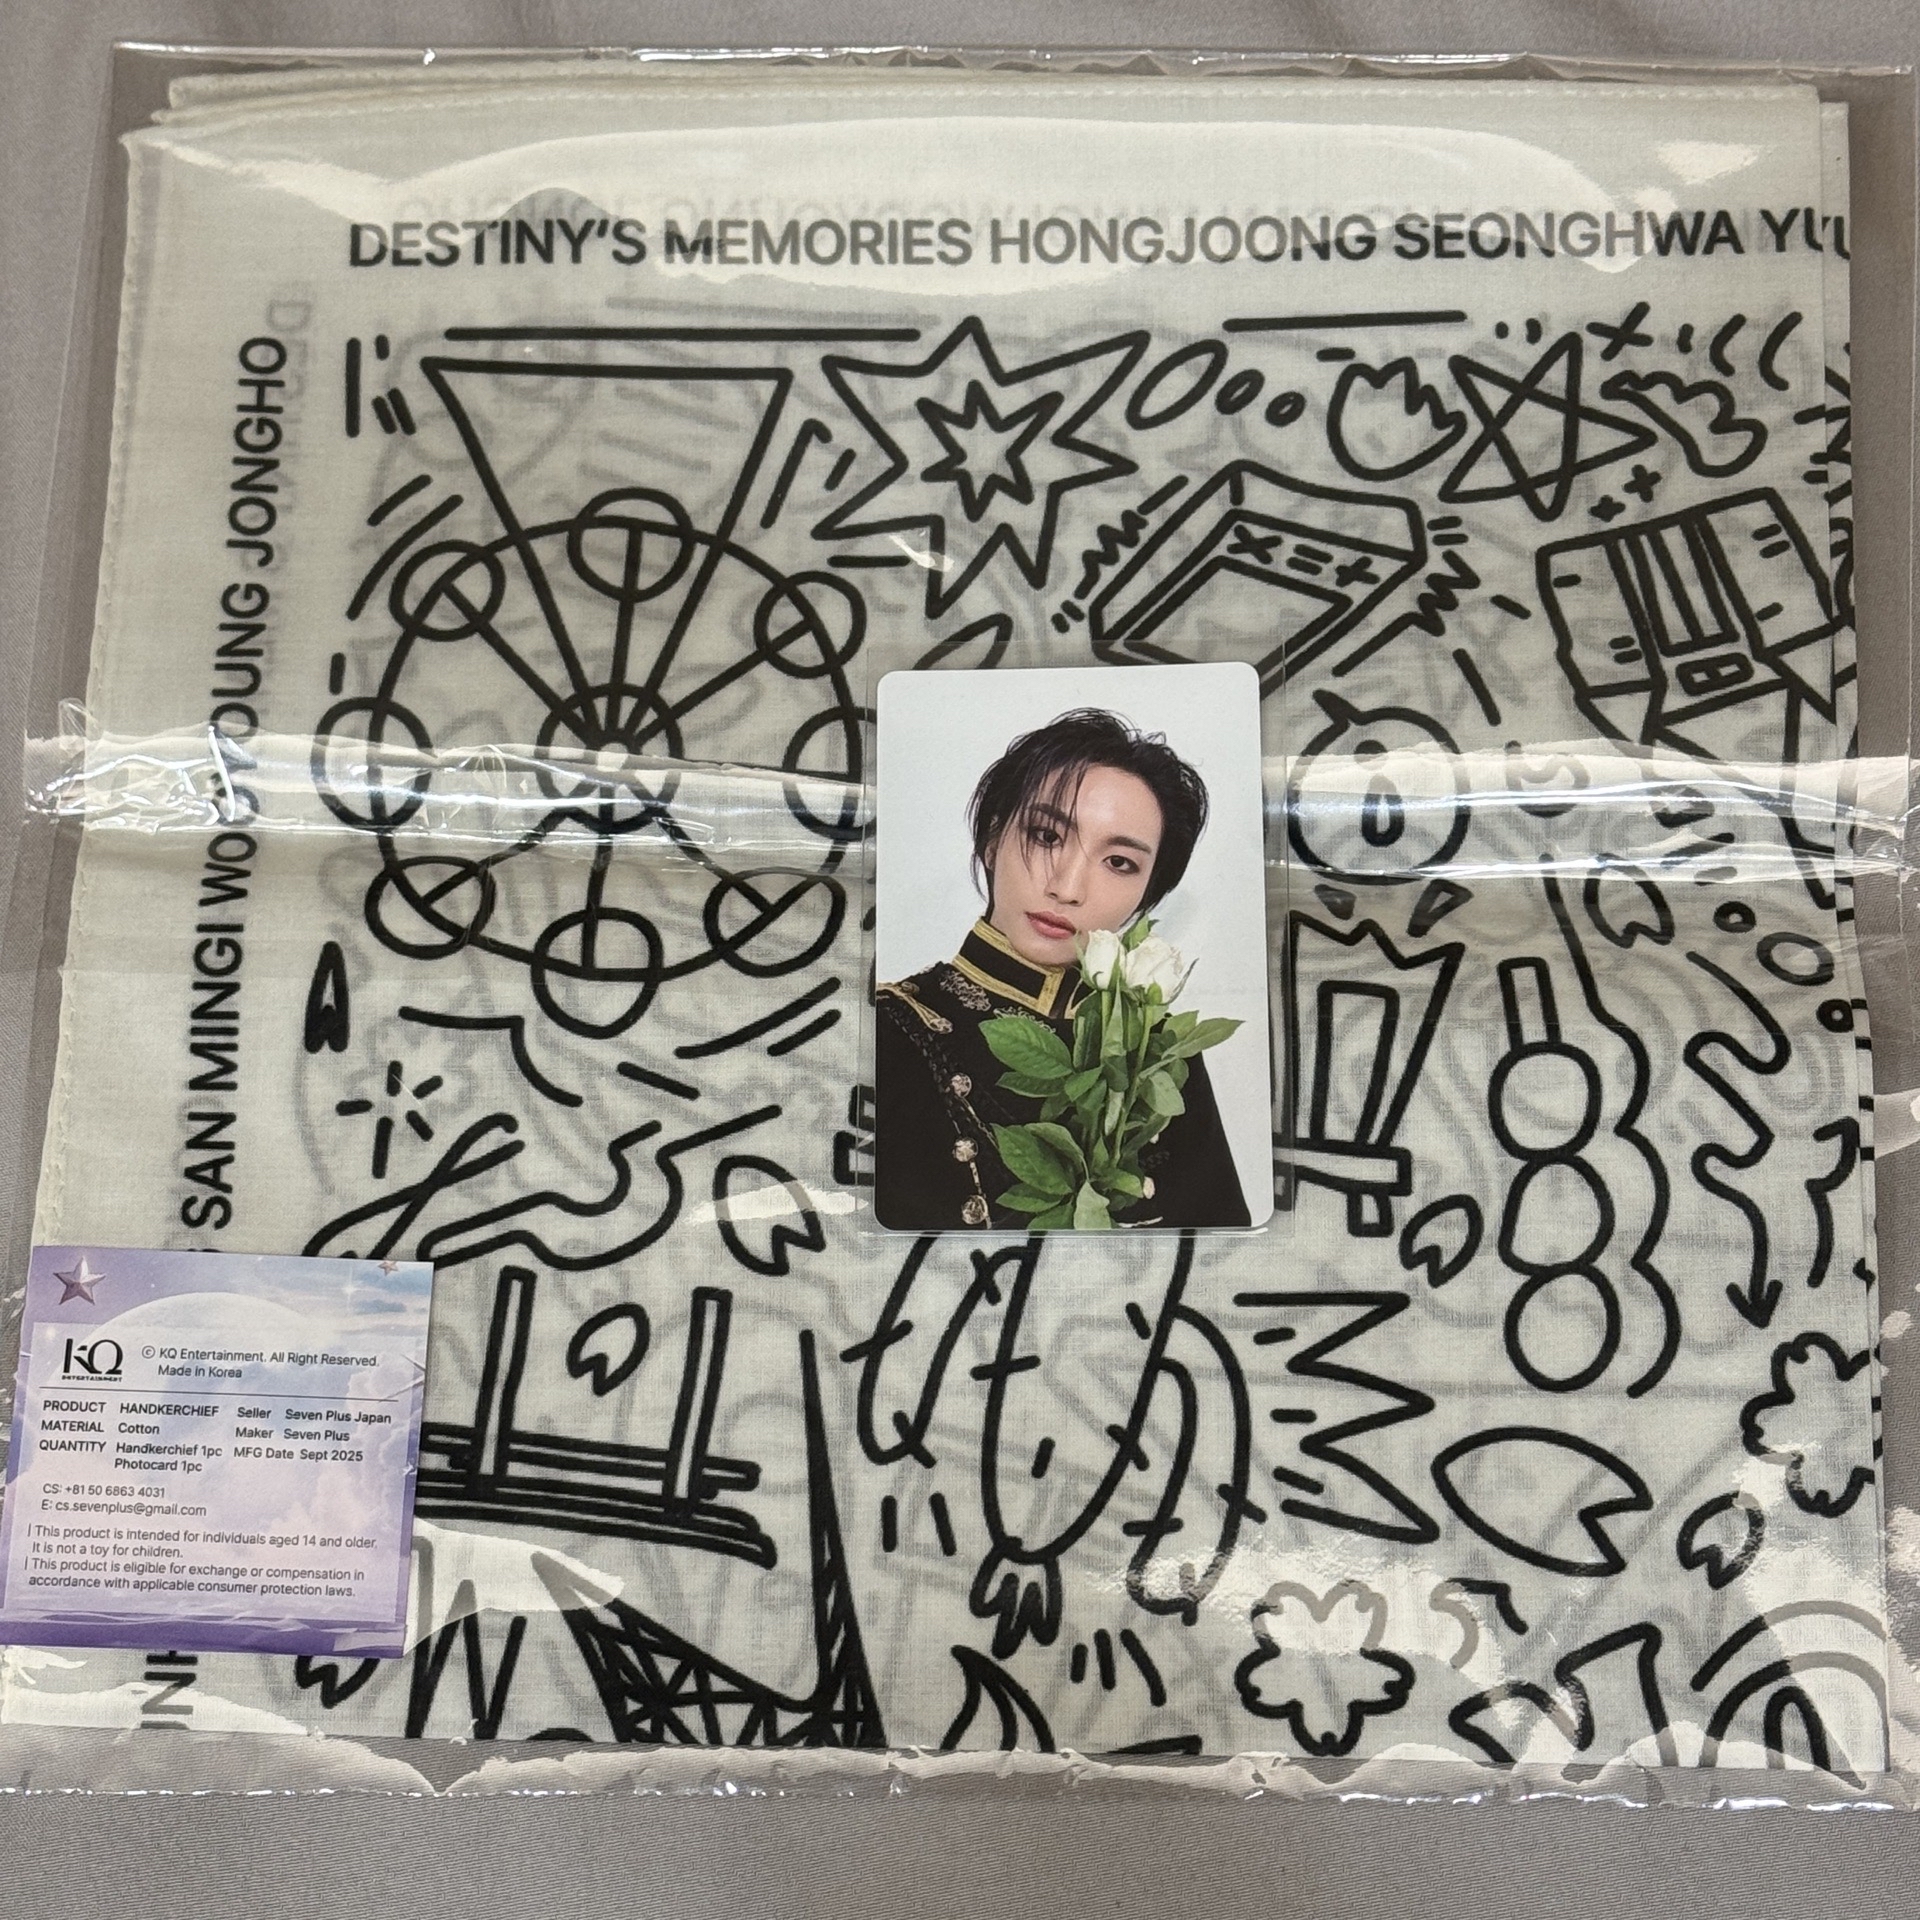 DESTINY'S MEMORIES HONGJOONG SEONGHWA
SAN MINGI WOOYOUNG JONGHO
KQ
ENTERTAINMENT
© KQ Entertainment. All Right Reserved.
Made in Korea
PRODUCT HANDKERCHIEF Seller Seven Plus Japan
MATERIAL Cotton Maker Seven Plus
QUANTITY Handkerchief 1pc MFG Date Sept 2025
Photocard 1pc
CS: +81 50 6863 4031
E: cs.sevenplus@gmail.com
| This product is intended for individuals aged 14 and older.
It is not a toy for children.
| This product is eligible for exchange or compensation in
accordance with applicable consumer protection laws.